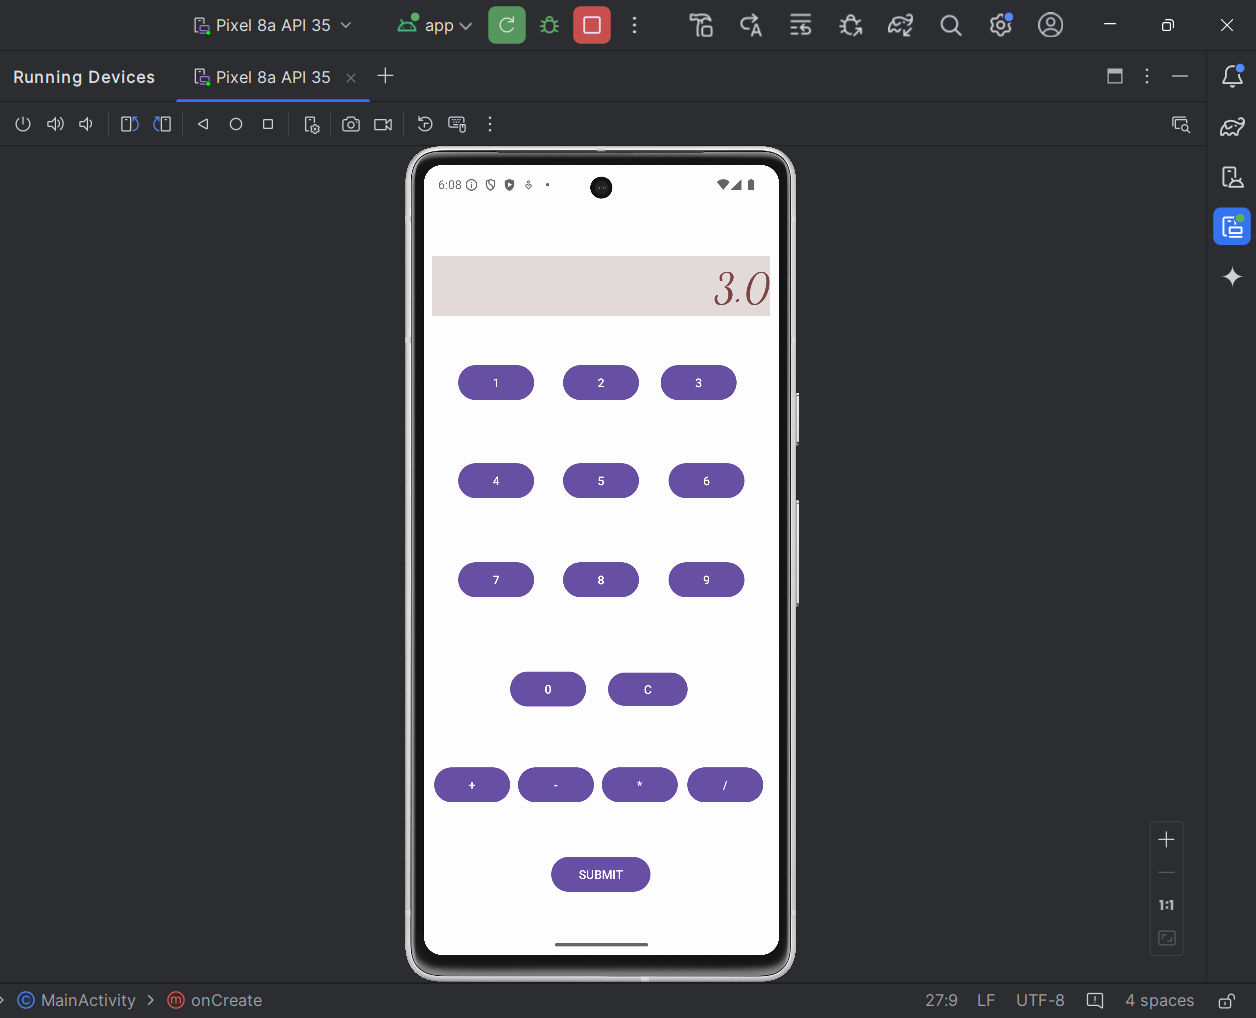 Pixel 8a API 35
app
Running Devices
Pixel 8a API 35
6:08
3.0
1 2 3
4 5 6
7 8 9
0 C
+ - * /
SUBMIT
1:1
MainActivity > onCreate
27:9 LF UTF-8 4 spaces